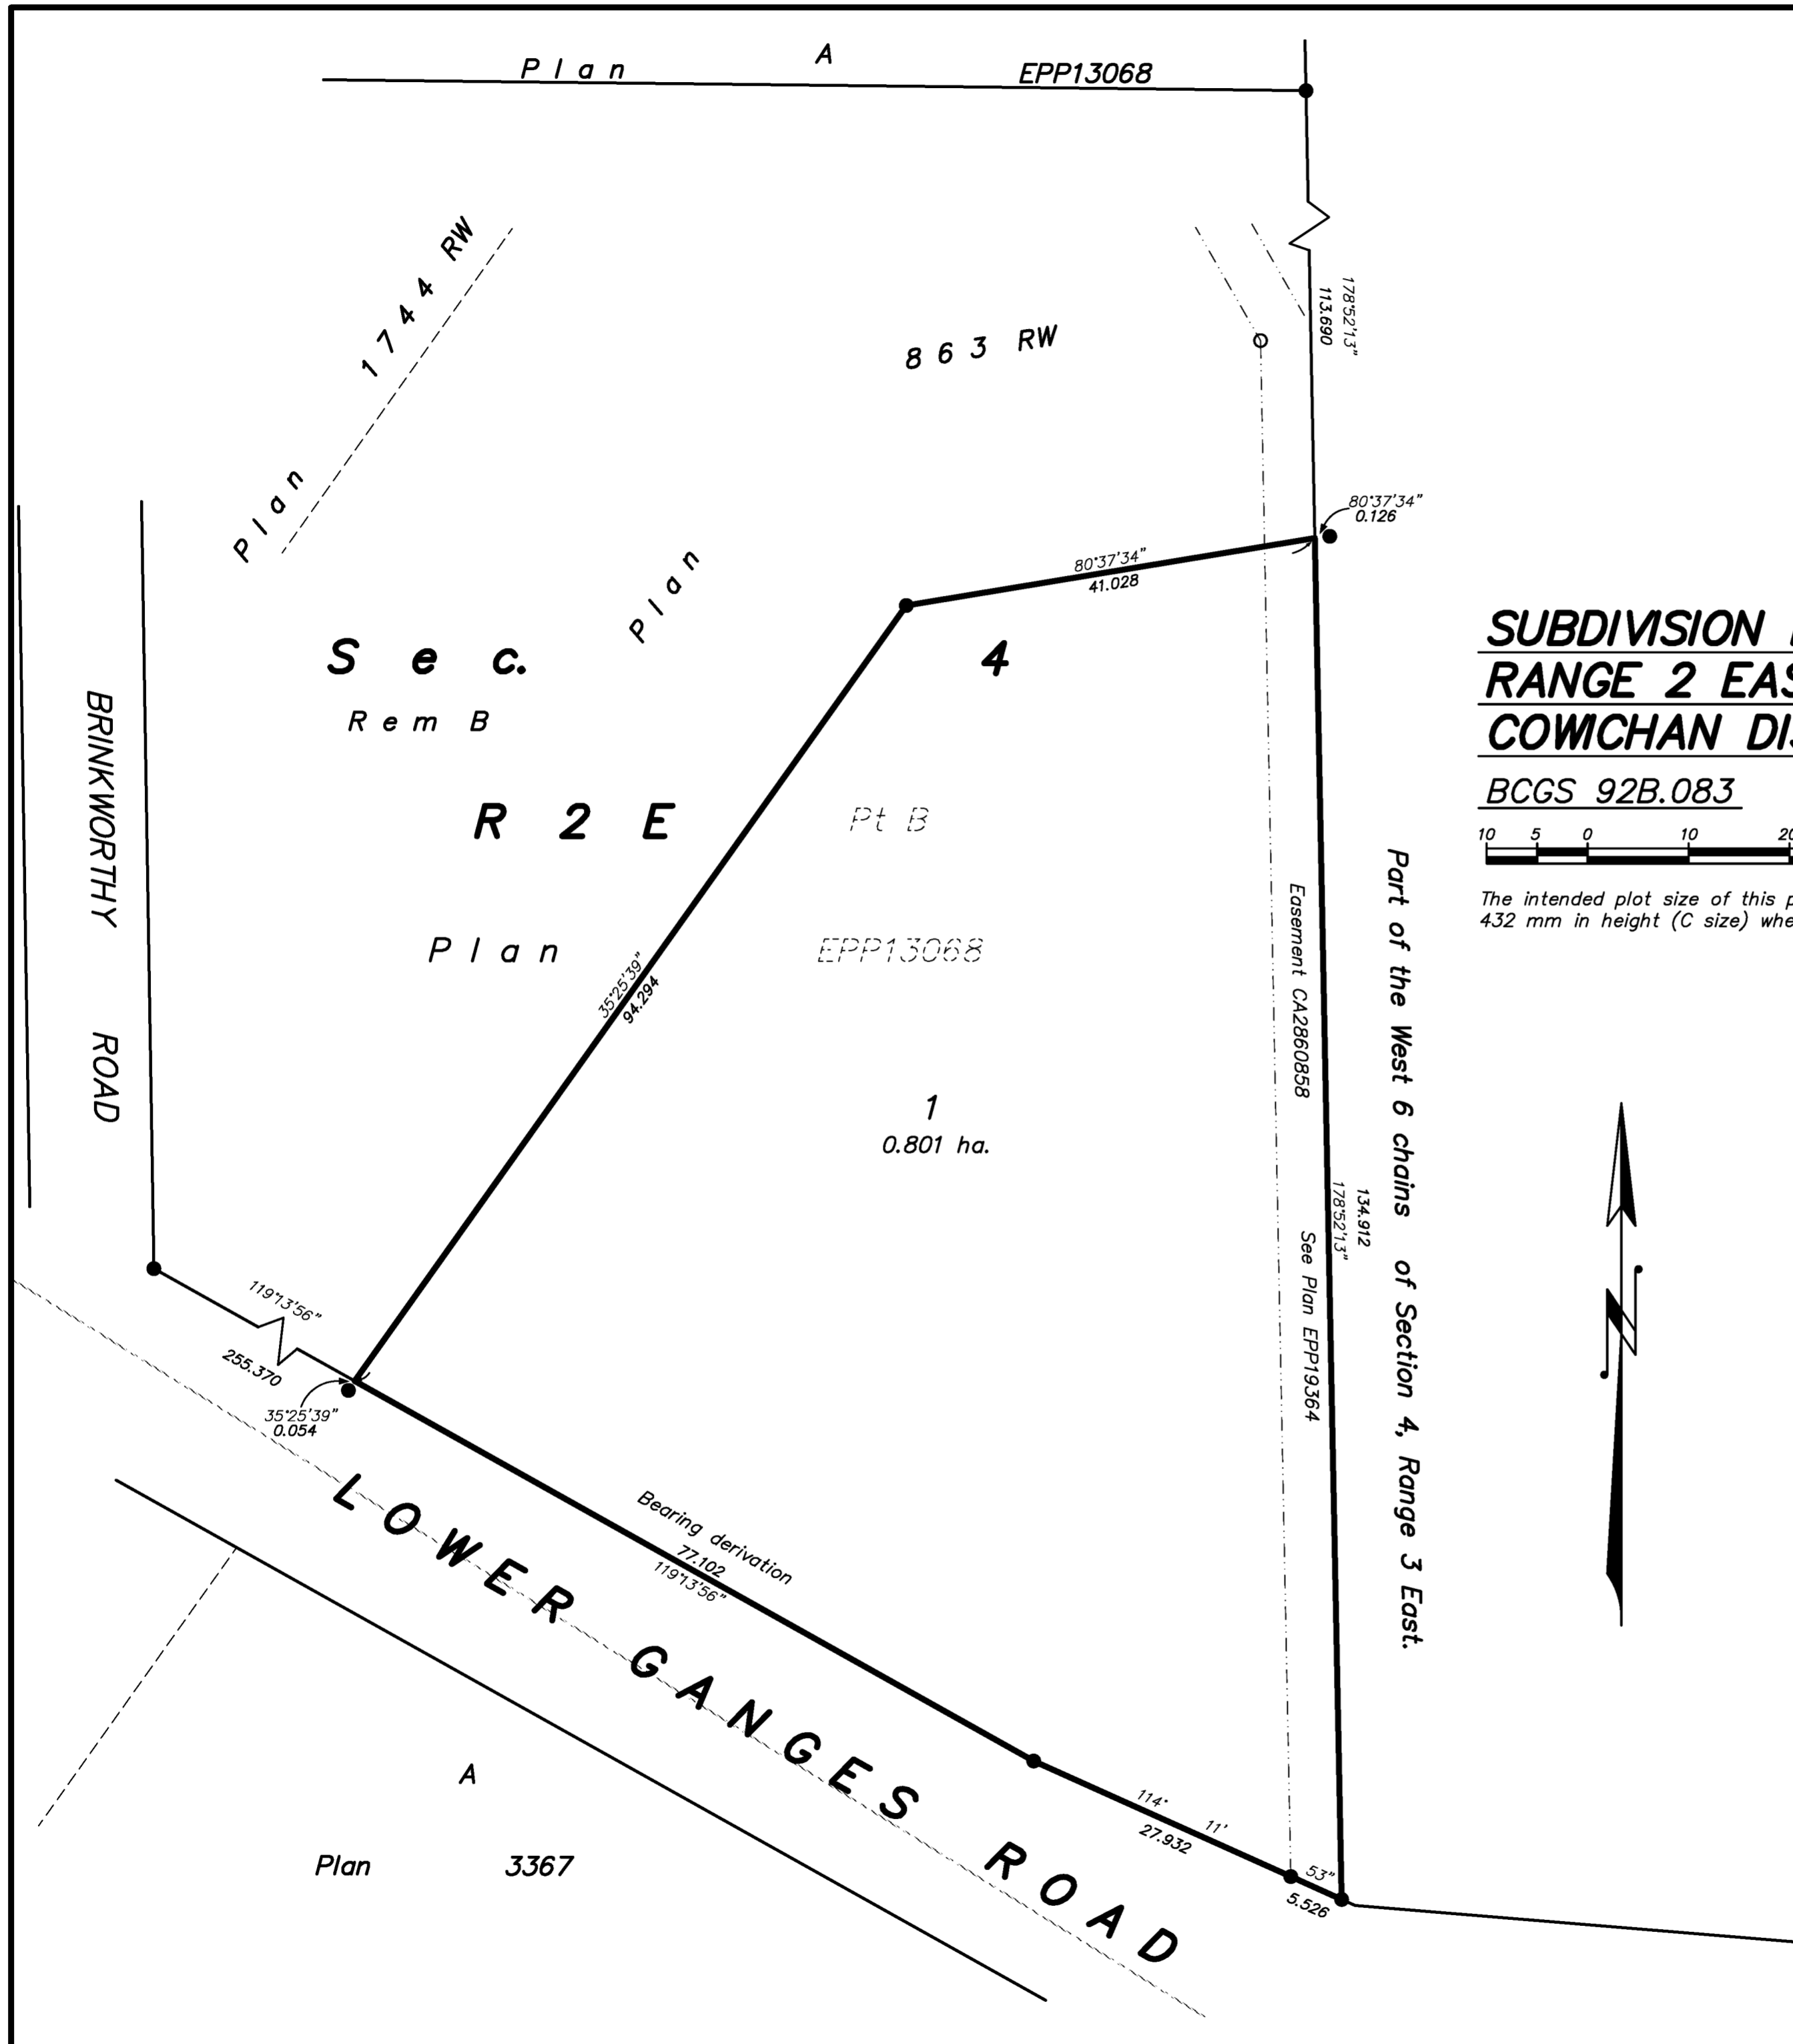 A
Plan EPP13068
Plan 1744 RW
863 RW
Plan
178°52'13"
113.690
80°37'34"
0.126
80°37'34"
41.028
Sec. 4
Rem B
R 2 E
Pt B
Plan
EPP13068
35°25'39"
94.294
1
0.801 ha.
BRINKWORTHY ROAD
Easement CA2860858
See Plan EPP19364
134.912
178°52'13"
Part of the West 6 chains of Section 4, Range 3 East.
SUBDIVISION
RANGE 2 EAS
COWICHAN DIS
BCGS 92B.083
10 5 0 10 20
The intended plot size of this p
432 mm in height (C size) whe
N
119°13'56"
255.370
35°25'39"
0.054
Bearing derivation
77.102
119°13'56"
114° 11' 53"
27.932
5.526
LOWER GANGES ROAD
A
Plan 3367